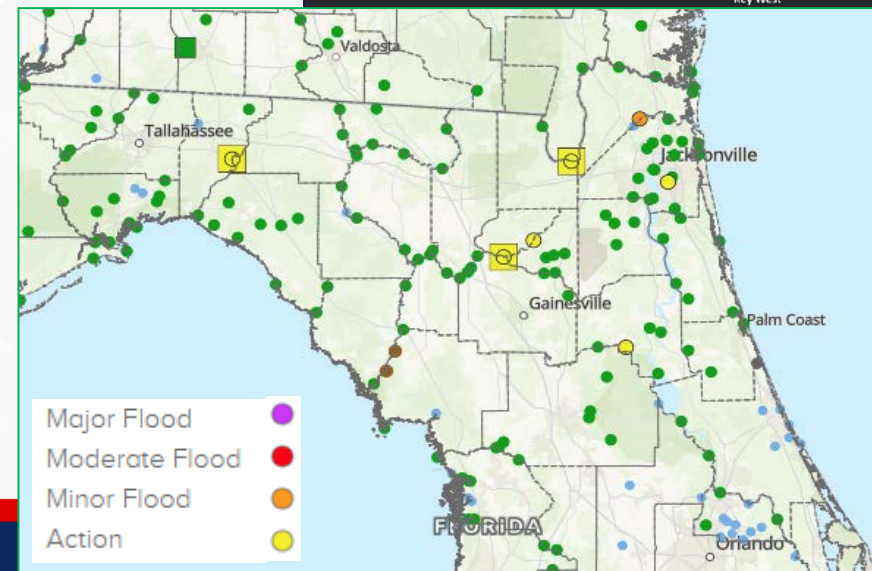 Key West
Valdosta
Tallahassee
Jacksonville
Gainesville
Palm Coast
Major Flood
Moderate Flood
Minor Flood
Action
FLORIDA
Orlando